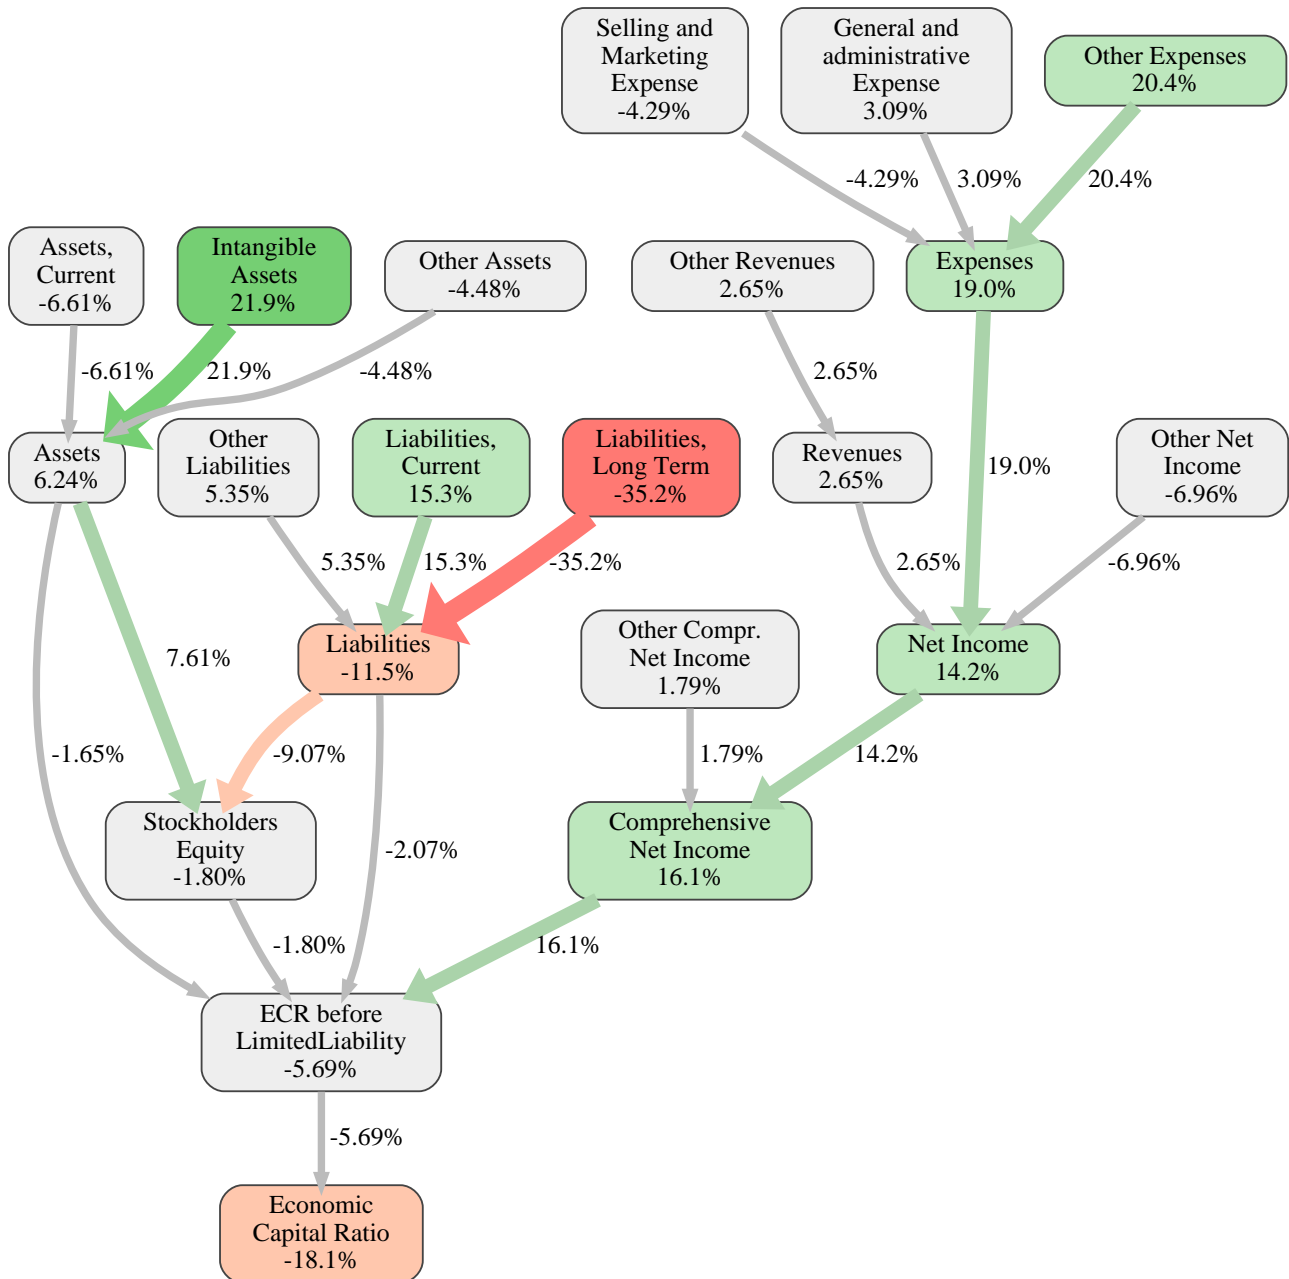 Selling and
Marketing
Expense
-4.29%
General and
administrative
Expense
3.09%
Other Expenses
20.4%
-4.29%
3.09%
20.4%
Assets,
Current
-6.61%
Intangible
Assets
21.9%
Other Assets
-4.48%
Other Revenues
2.65%
Expenses
19.0%
-6.61%
21.9%
-4.48%
2.65%
Assets
6.24%
Other
Liabilities
5.35%
Liabilities,
Current
15.3%
Liabilities,
Long Term
-35.2%
Revenues
2.65%
19.0%
Other Net
Income
-6.96%
5.35%
15.3%
-35.2%
2.65%
-6.96%
7.61%
Liabilities
-11.5%
Other Compr.
Net Income
1.79%
Net Income
14.2%
-1.65%
-9.07%
1.79%
14.2%
Stockholders
Equity
-1.80%
-2.07%
Comprehensive
Net Income
16.1%
-1.80%
16.1%
ECR before
LimitedLiability
-5.69%
-5.69%
Economic
Capital Ratio
-18.1%